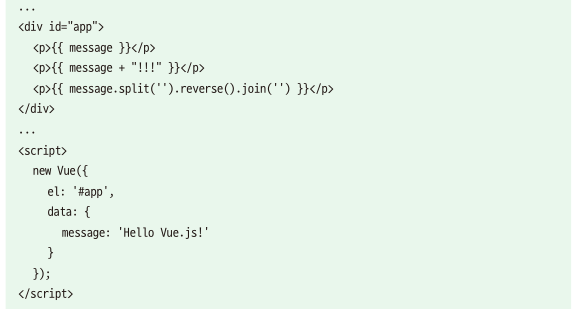 ...
<div id="app">
<p>{{ message }}</p>
<p>{{ message + "!!!" }}</p>
<p>{{ message.split('').reverse().join('') }}</p>
</div>
...
<script>
new Vue({
el: '#app',
data: {
message: 'Hello Vue.js!'
}
});
</script>